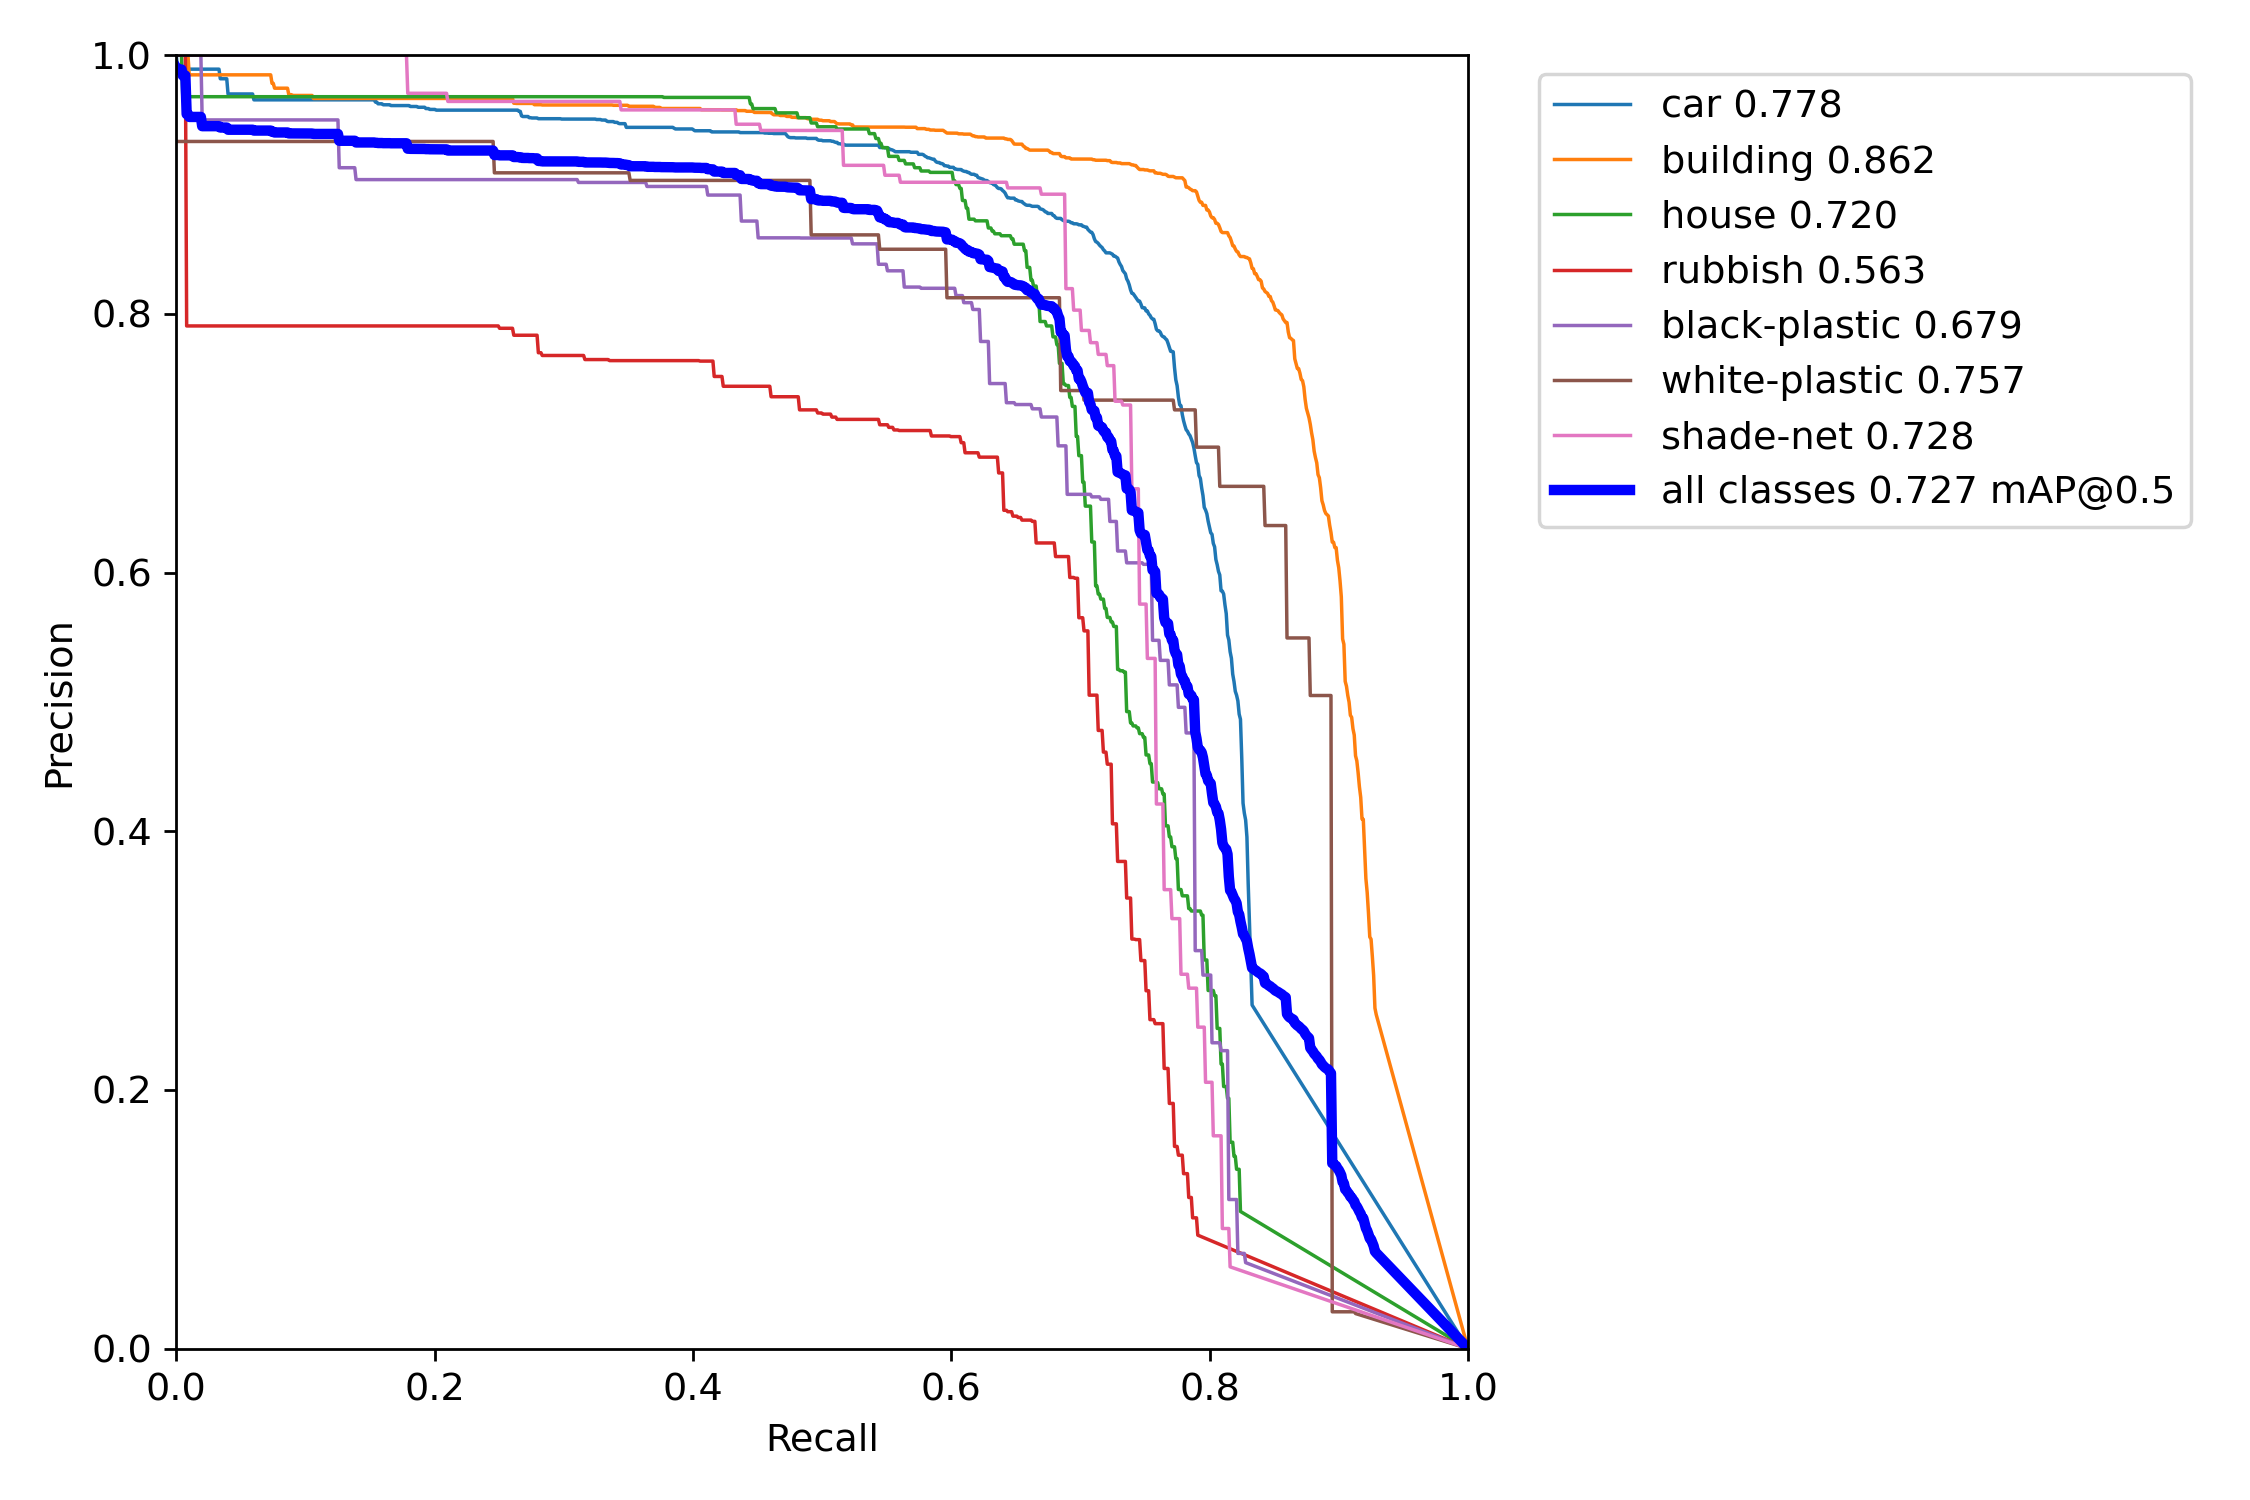 1.0
0.8
0.6
0.4
0.2
0.0
0.0 0.2 0.4 0.6 0.8 1.0
Precision
Recall
car 0.778
building 0.862
house 0.720
rubbish 0.563
black-plastic 0.679
white-plastic 0.757
shade-net 0.728
all classes 0.727 mAP@0.5